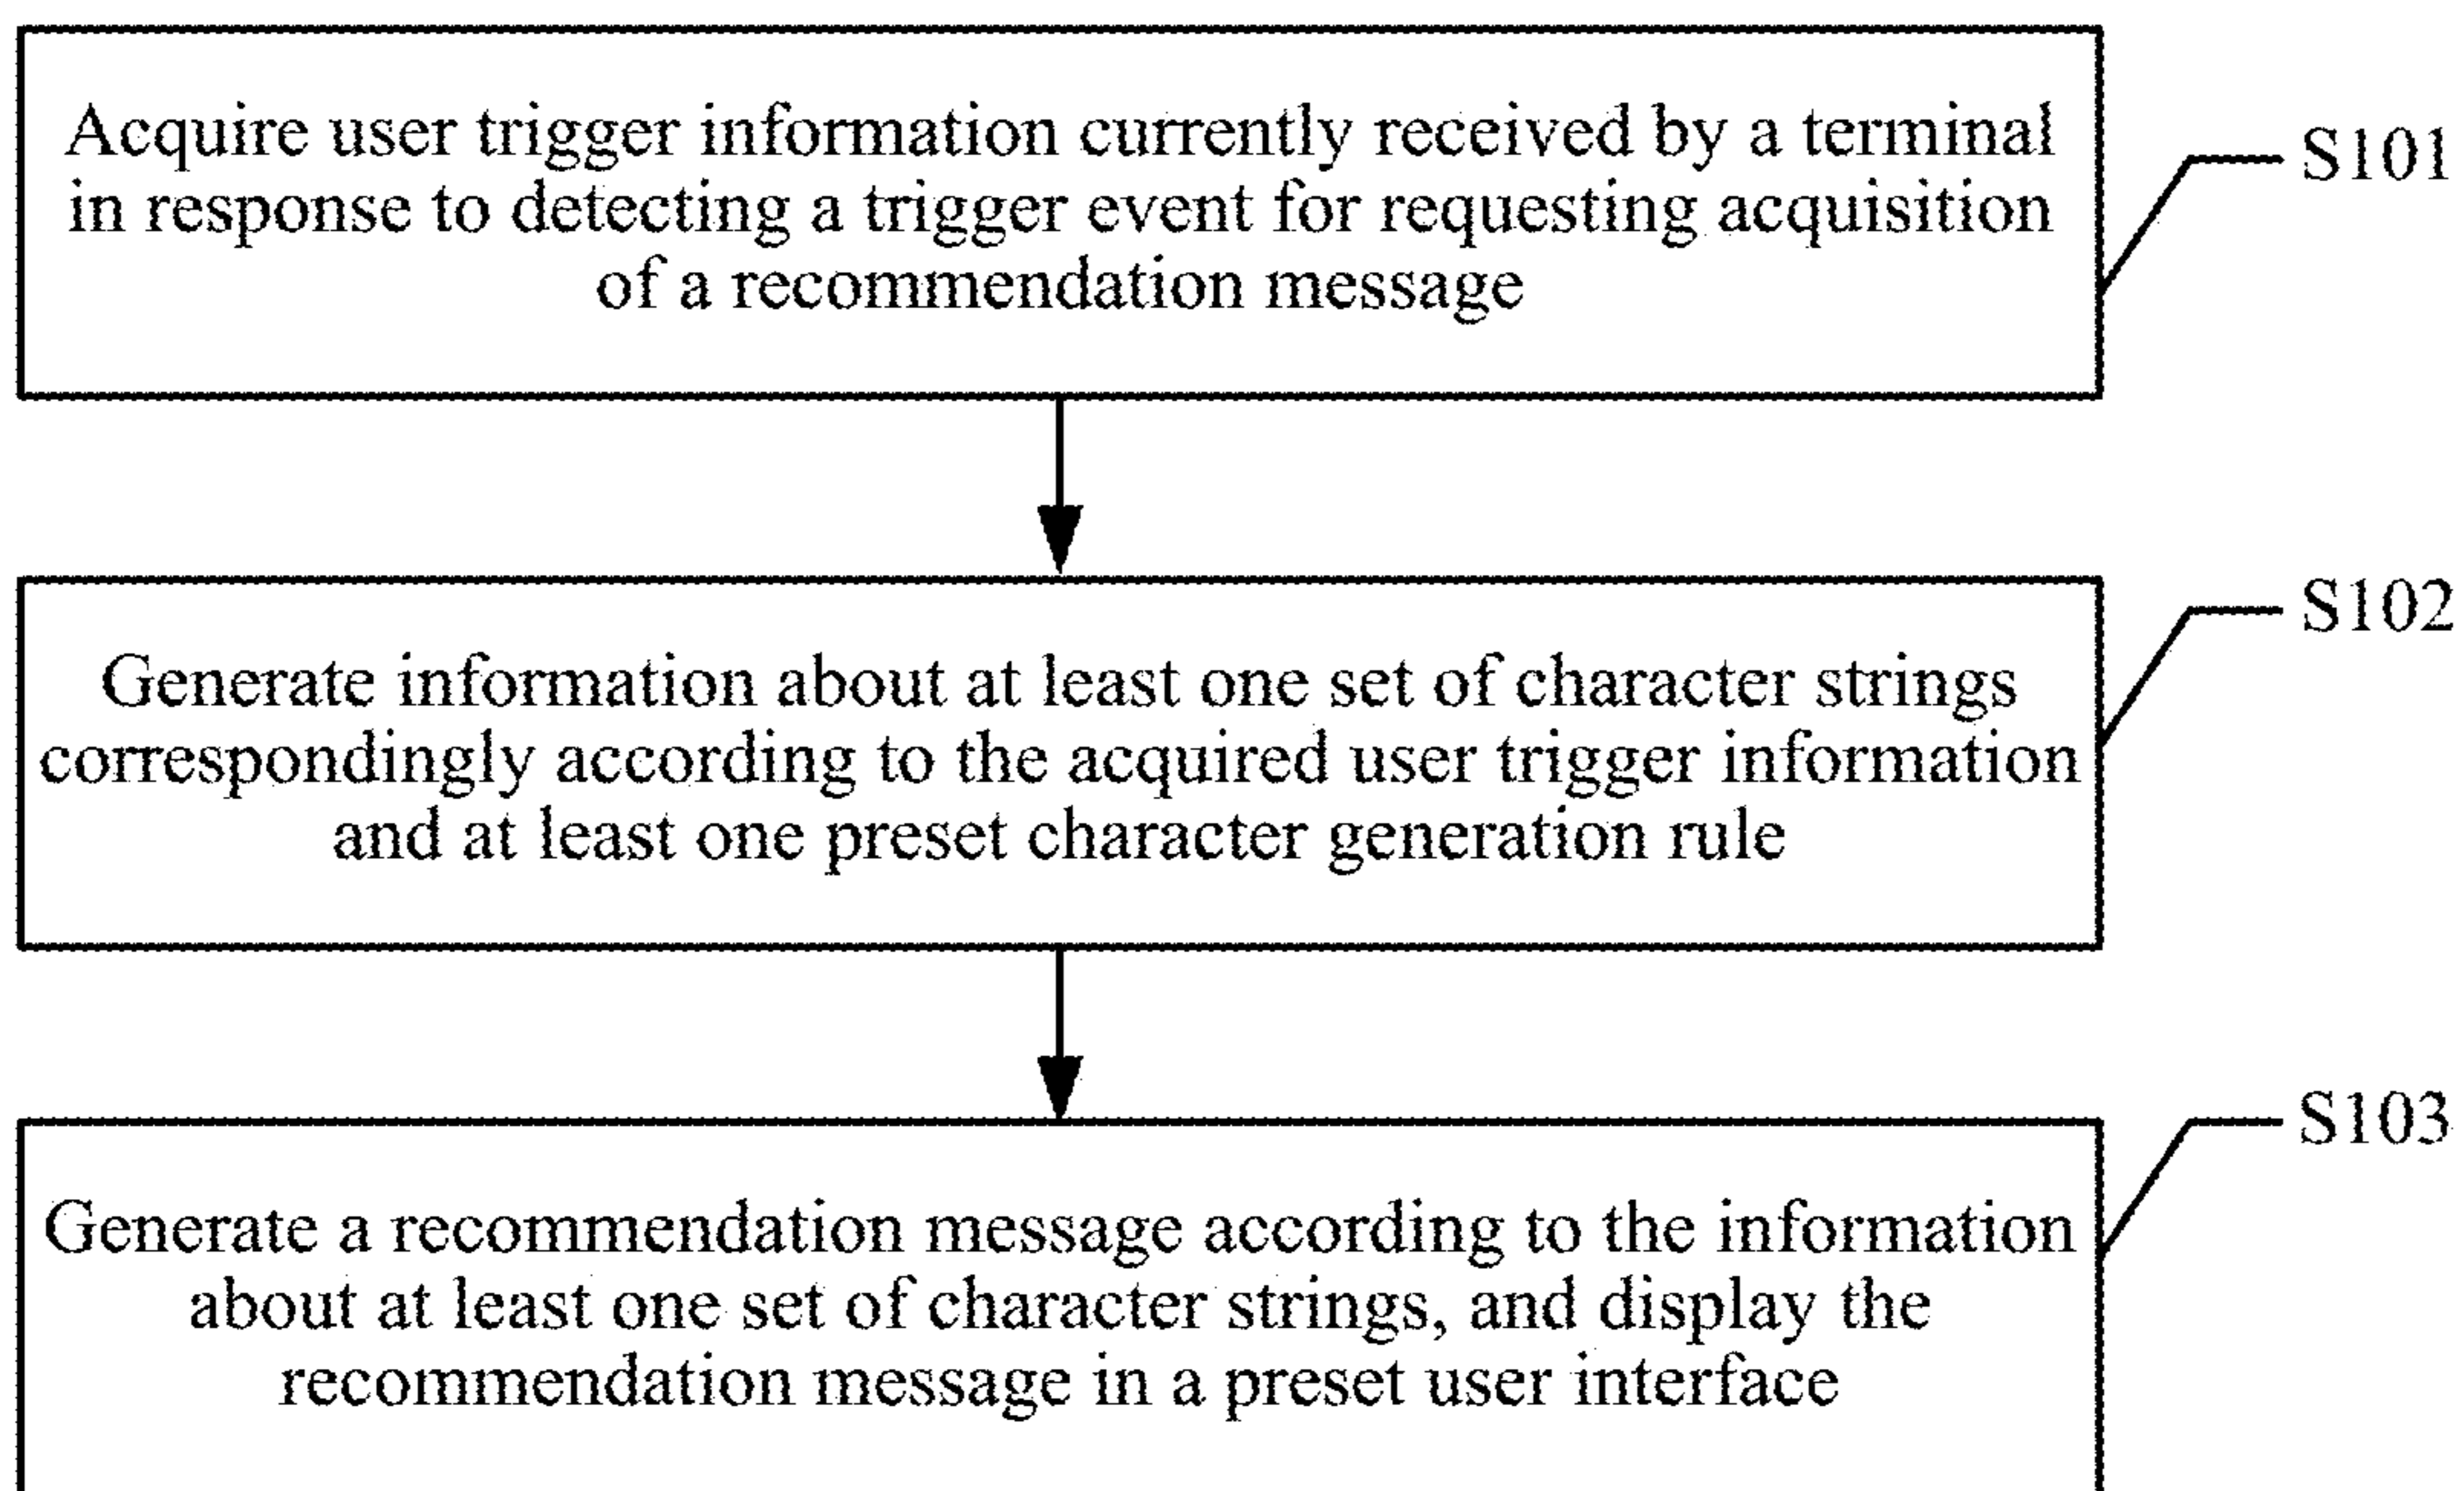 Acquire user trigger information currently received by a terminal
in response to detecting a trigger event for requesting acquisition
of a recommendation message
S101
Generate information about at least one set of character strings
correspondingly according to the acquired user trigger information
and at least one preset character generation rule
S102
Generate a recommendation message according to the information
about at least one set of character strings, and display the
recommendation message in a preset user interface
S103